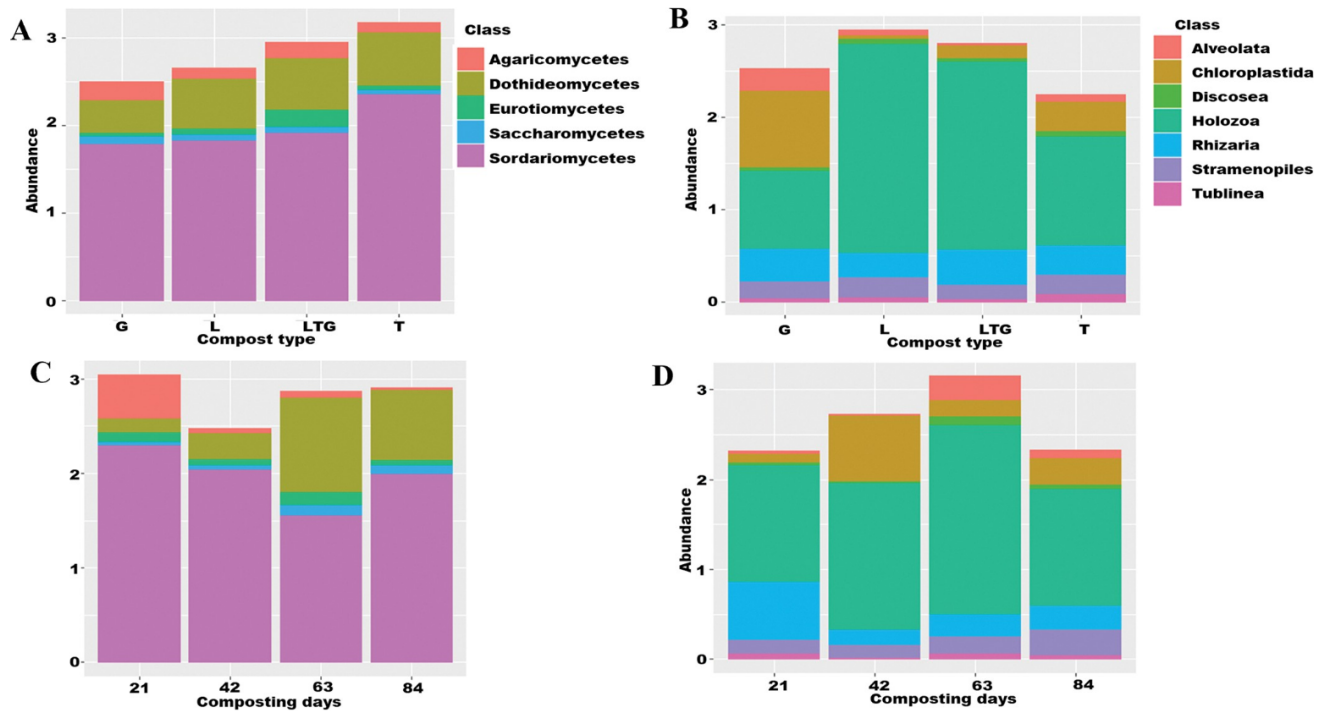 A
Abundance
3
2
1
0
G
L
LTG
T
Compost type
Class
Agaricomycetes
Dothideomycetes
Eurotiomycetes
Saccharomycetes
Sordariomycetes
B
Abundance
3
2
1
0
G
L
LTG
T
Compost type
Class
Alveolata
Chloroplastida
Discosea
Holozoa
Rhizaria
Stramenopiles
Tublinea
C
3
2
1
0
21
42
63
84
Composting days
D
Abundance
3
2
1
0
21
42
63
84
Composting days